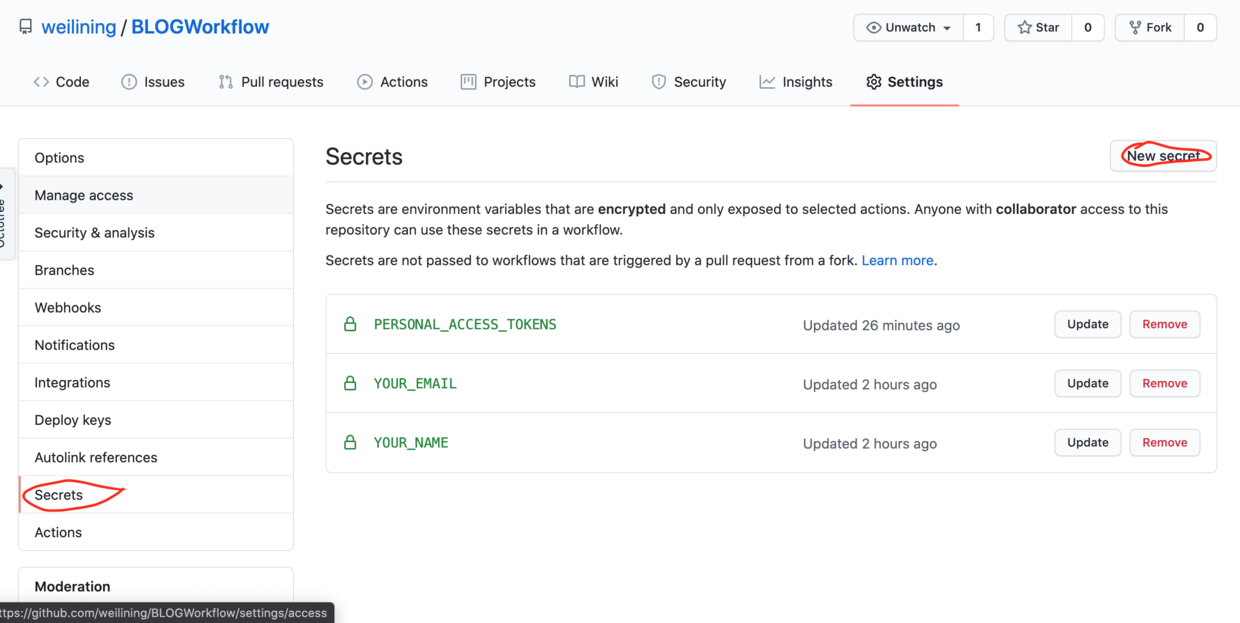 weilining / BLOGWorkflow
Unwatch 1 Star 0 Fork 0
Code Issues Pull requests Actions Projects Wiki Security Insights Settings
Options
Manage access
Security & analysis
Branches
Webhooks
Notifications
Integrations
Deploy keys
Autolink references
Secrets
Actions
Moderation
Octotree
Secrets
New secret
Secrets are environment variables that are encrypted and only exposed to selected actions. Anyone with collaborator access to this
repository can use these secrets in a workflow.
Secrets are not passed to workflows that are triggered by a pull request from a fork. Learn more.
PERSONAL_ACCESS_TOKENS Updated 26 minutes ago Update Remove
YOUR_EMAIL Updated 2 hours ago Update Remove
YOUR_NAME Updated 2 hours ago Update Remove
ttps://github.com/weilining/BLOGWorkflow/settings/access